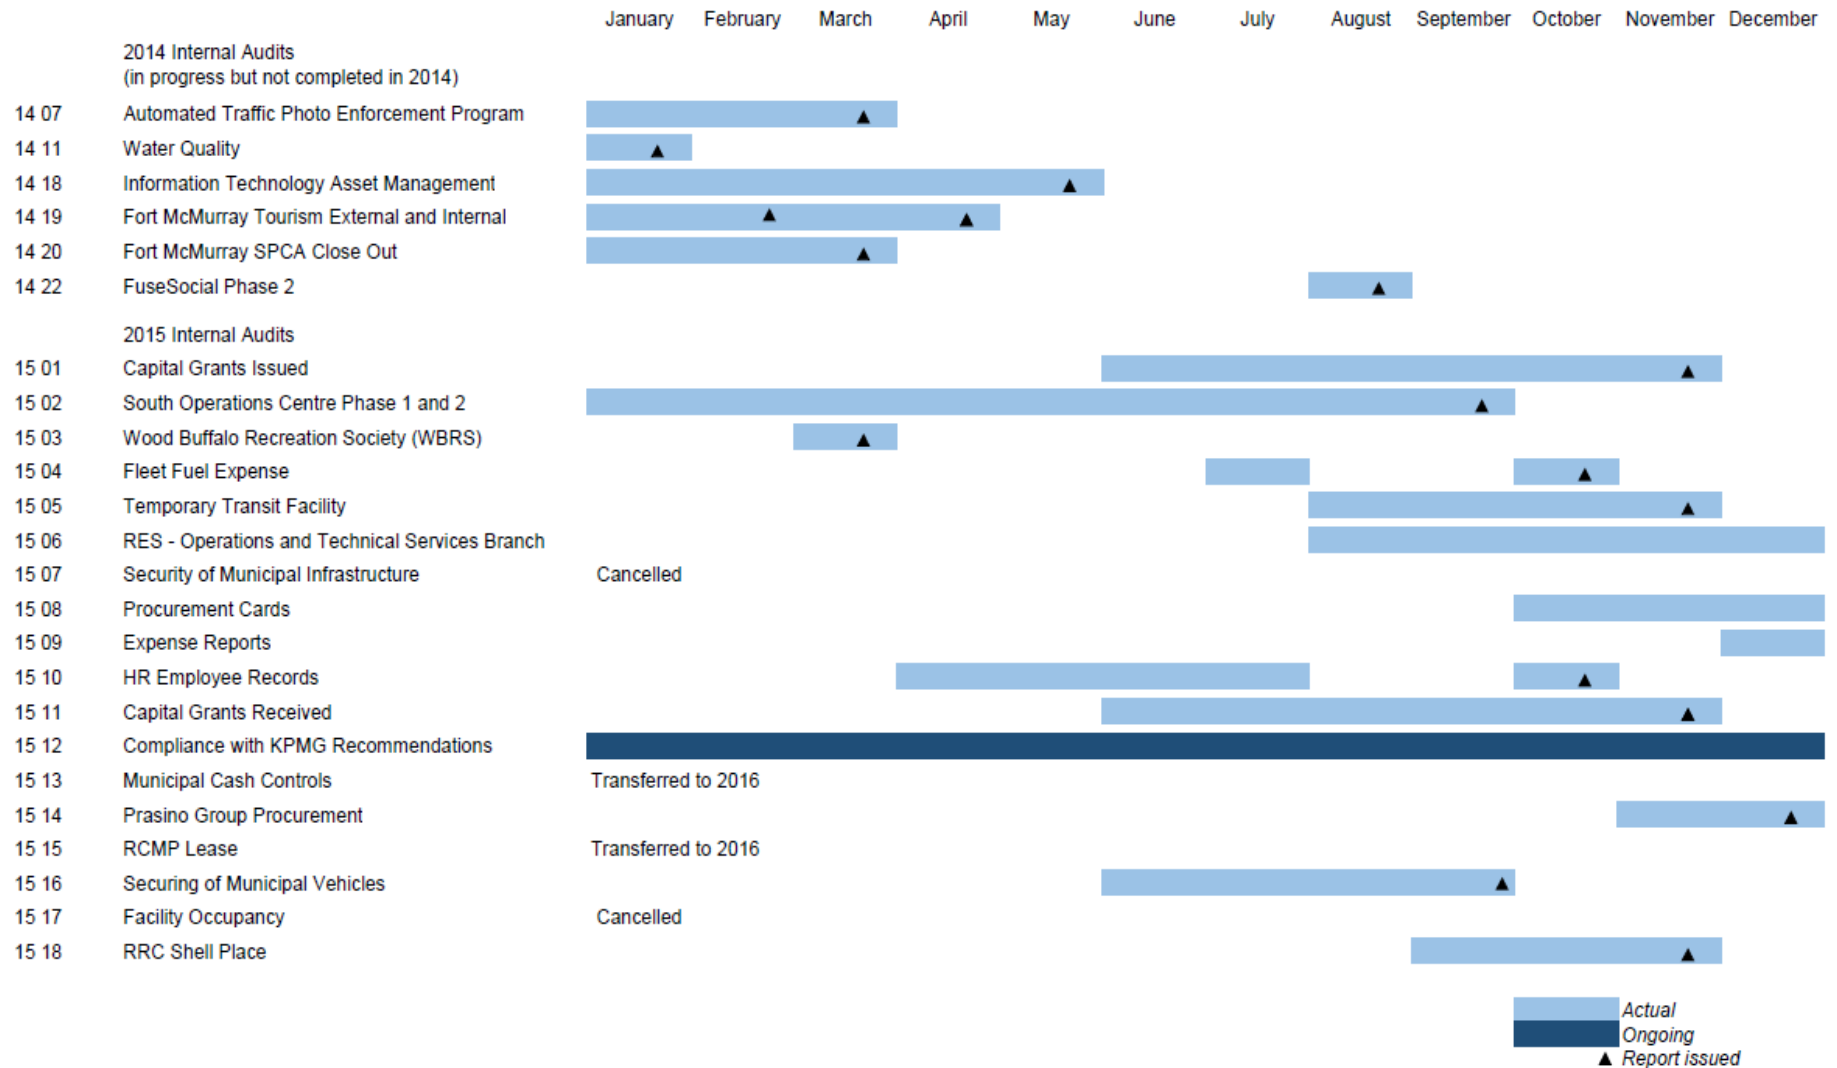 January February March April May June July August September October November December
2014 Internal Audits
(in progress but not completed in 2014)
14 07 Automated Traffic Photo Enforcement Program
14 11 Water Quality
14 18 Information Technology Asset Management
14 19 Fort McMurray Tourism External and Internal
14 20 Fort McMurray SPCA Close Out
14 22 FuseSocial Phase 2
2015 Internal Audits
15 01 Capital Grants Issued
15 02 South Operations Centre Phase 1 and 2
15 03 Wood Buffalo Recreation Society (WBRS)
15 04 Fleet Fuel Expense
15 05 Temporary Transit Facility
15 06 RES - Operations and Technical Services Branch
15 07 Security of Municipal Infrastructure Cancelled
15 08 Procurement Cards
15 09 Expense Reports
15 10 HR Employee Records
15 11 Capital Grants Received
15 12 Compliance with KPMG Recommendations
15 13 Municipal Cash Controls Transferred to 2016
15 14 Prasino Group Procurement
15 15 RCMP Lease Transferred to 2016
15 16 Securing of Municipal Vehicles
15 17 Facility Occupancy Cancelled
15 18 RRC Shell Place
Actual
Ongoing
▲ Report issued